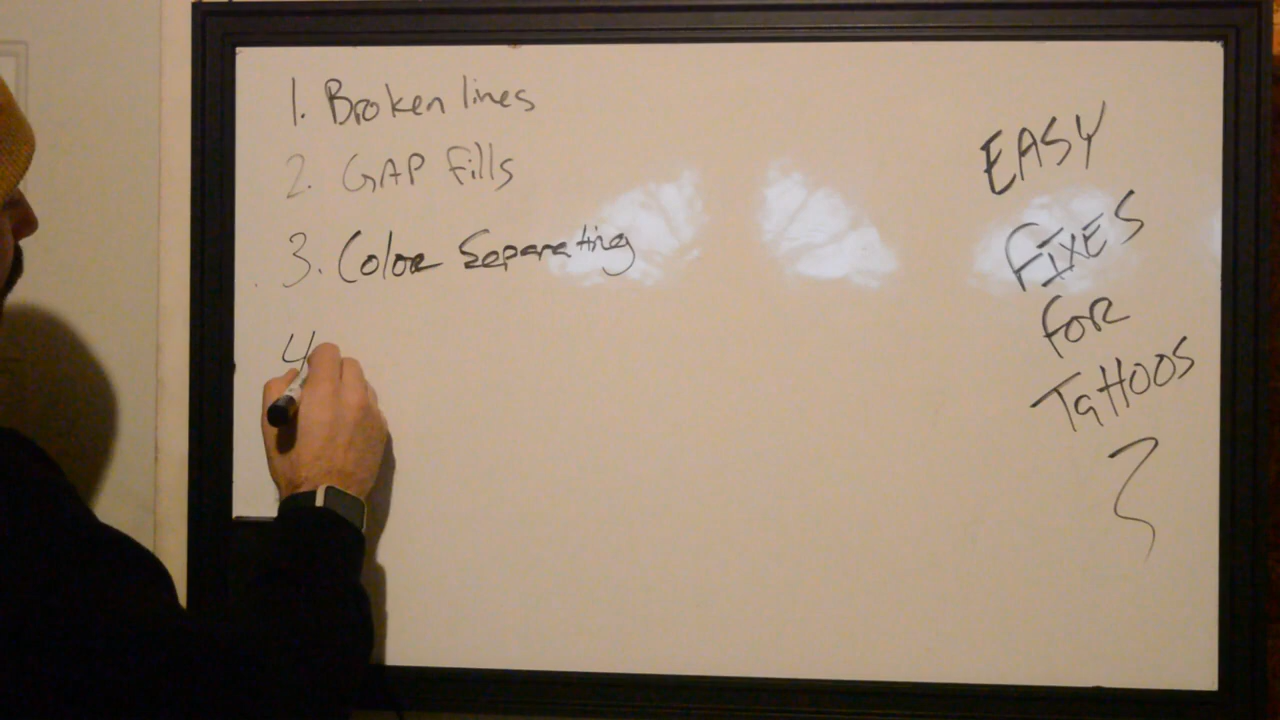 1. Broken lines
2. GAP fills
3. Color Separating
4
EASY
FIXES
FOR
TATTOOS